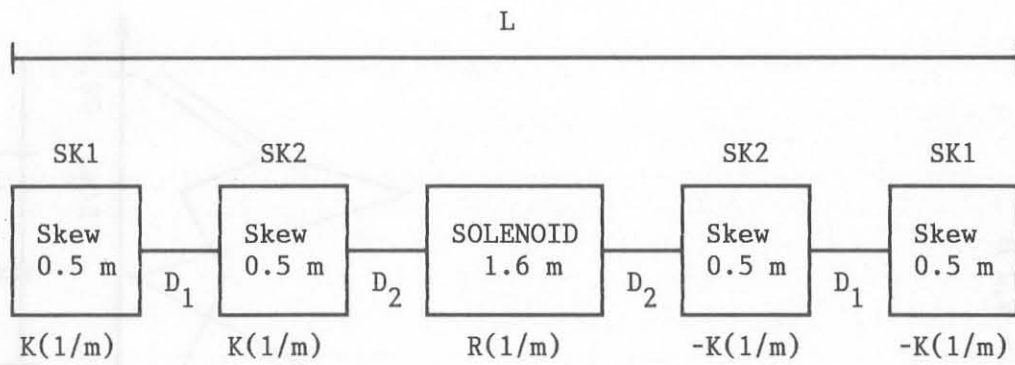 L
SK1 SK2 SK2 SK1
Skew Skew SOLENOID Skew Skew
0.5 m 0.5 m 1.6 m 0.5 m 0.5 m
D1 D2 D2 D1
K(1/m) K(1/m) R(1/m) -K(1/m) -K(1/m)